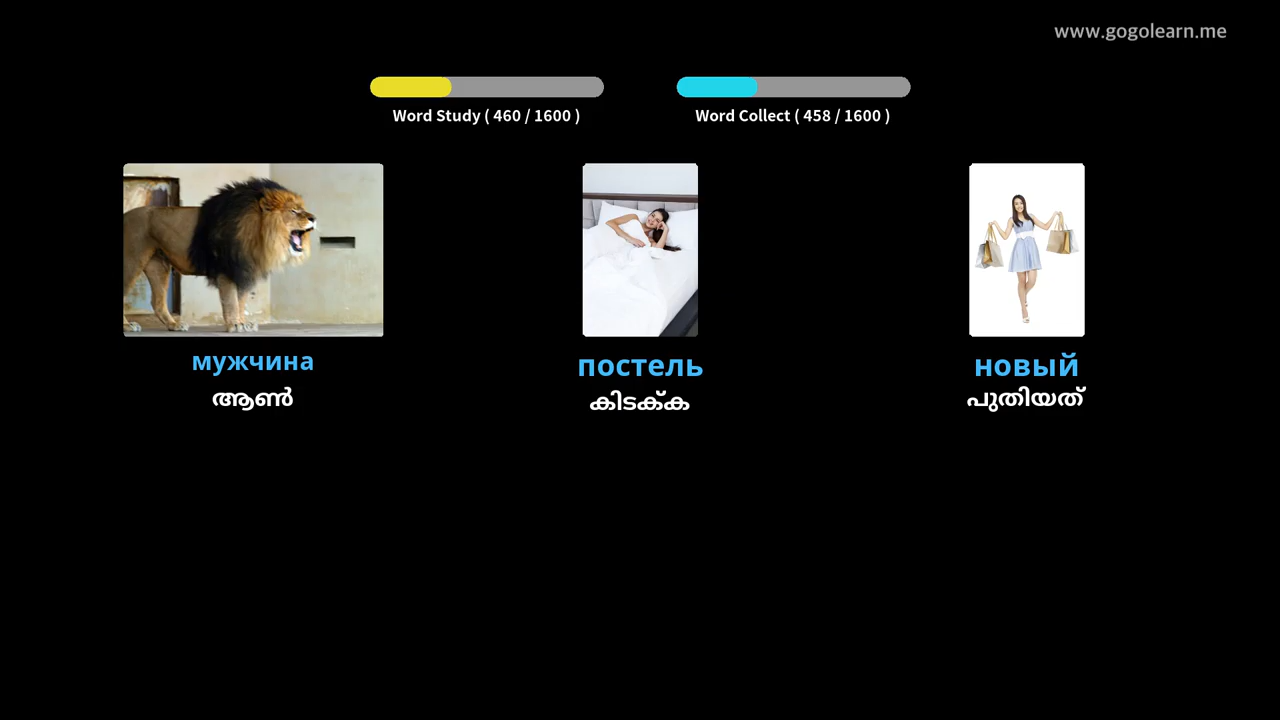 www.gogolearn.me
Word Study ( 460 / 1600 )
Word Collect ( 458 / 1600 )
мужчина
ആൺ
постель
കിടക്ക
новый
പുതിയത്